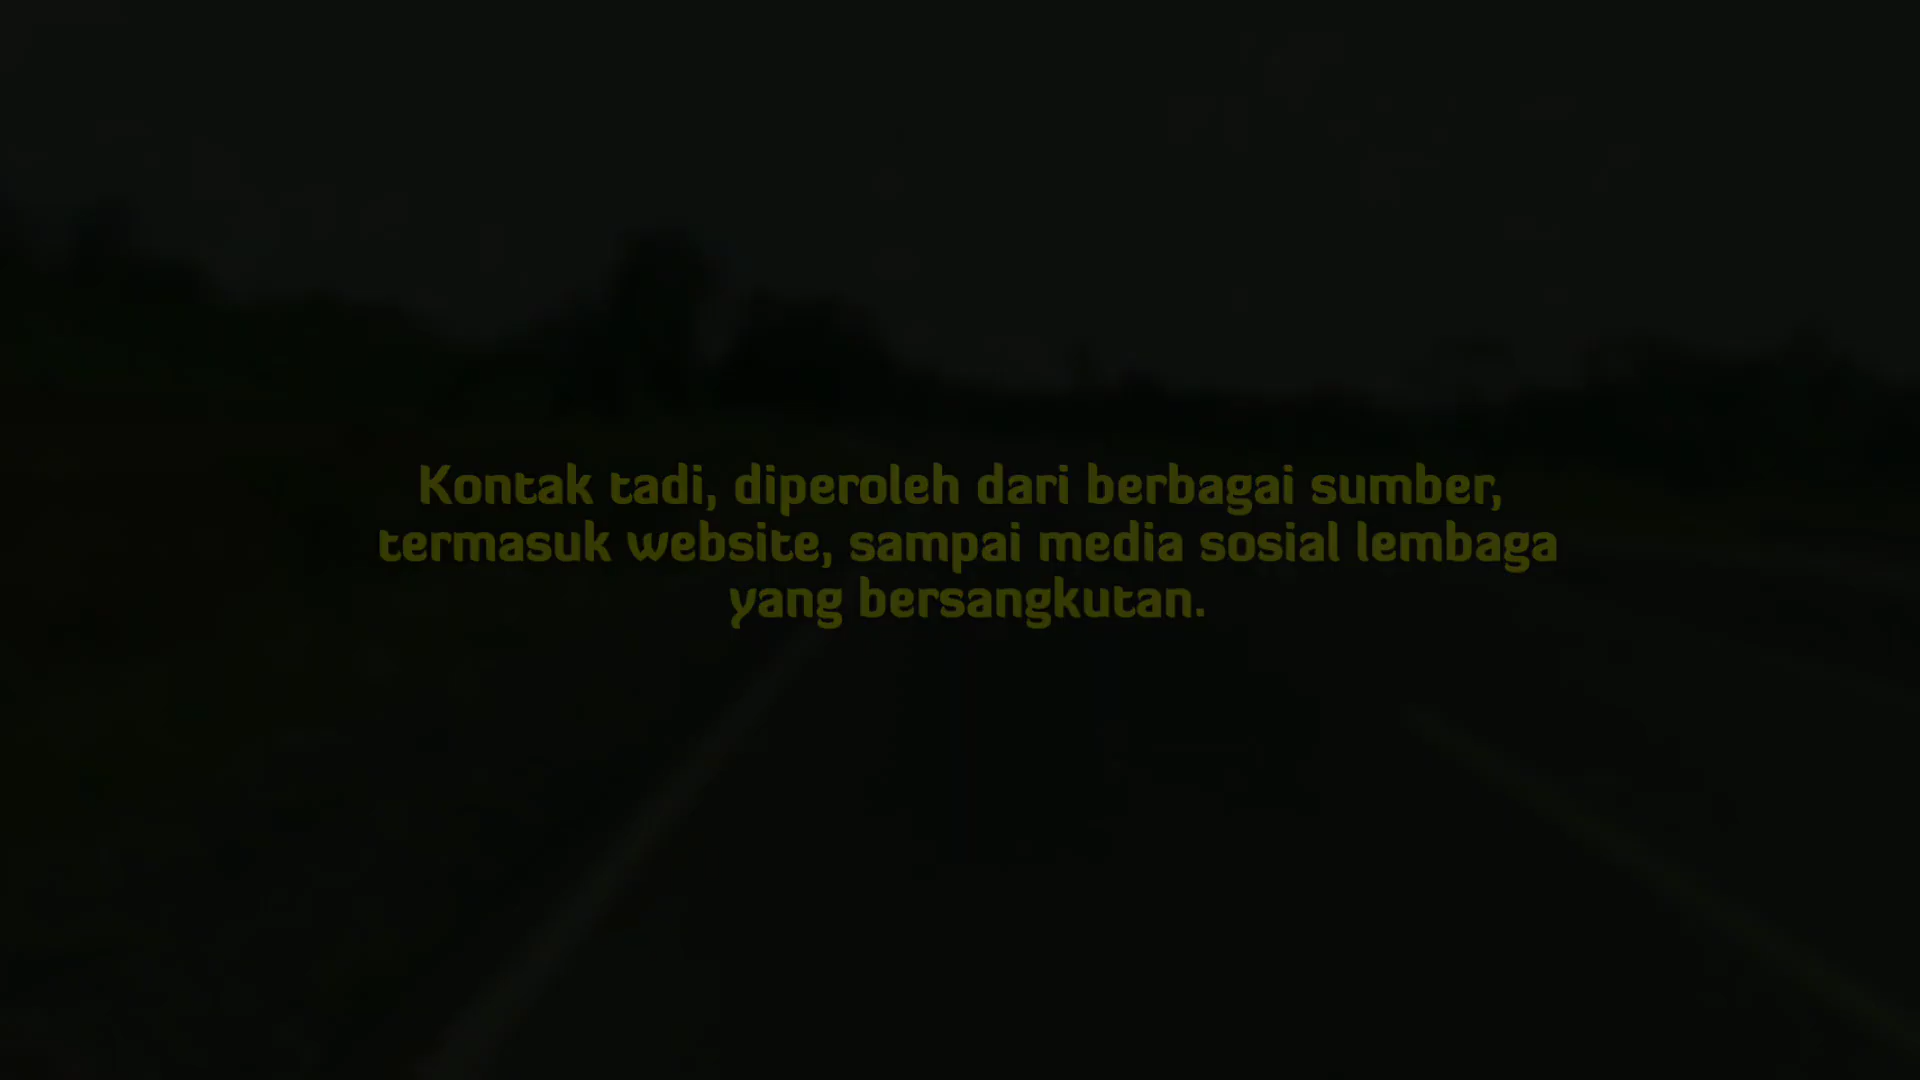 Kontak tadi, diperoleh dari berbagai sumber,
termasuk website, sampai media sosial lembaga
yang bersangkutan.